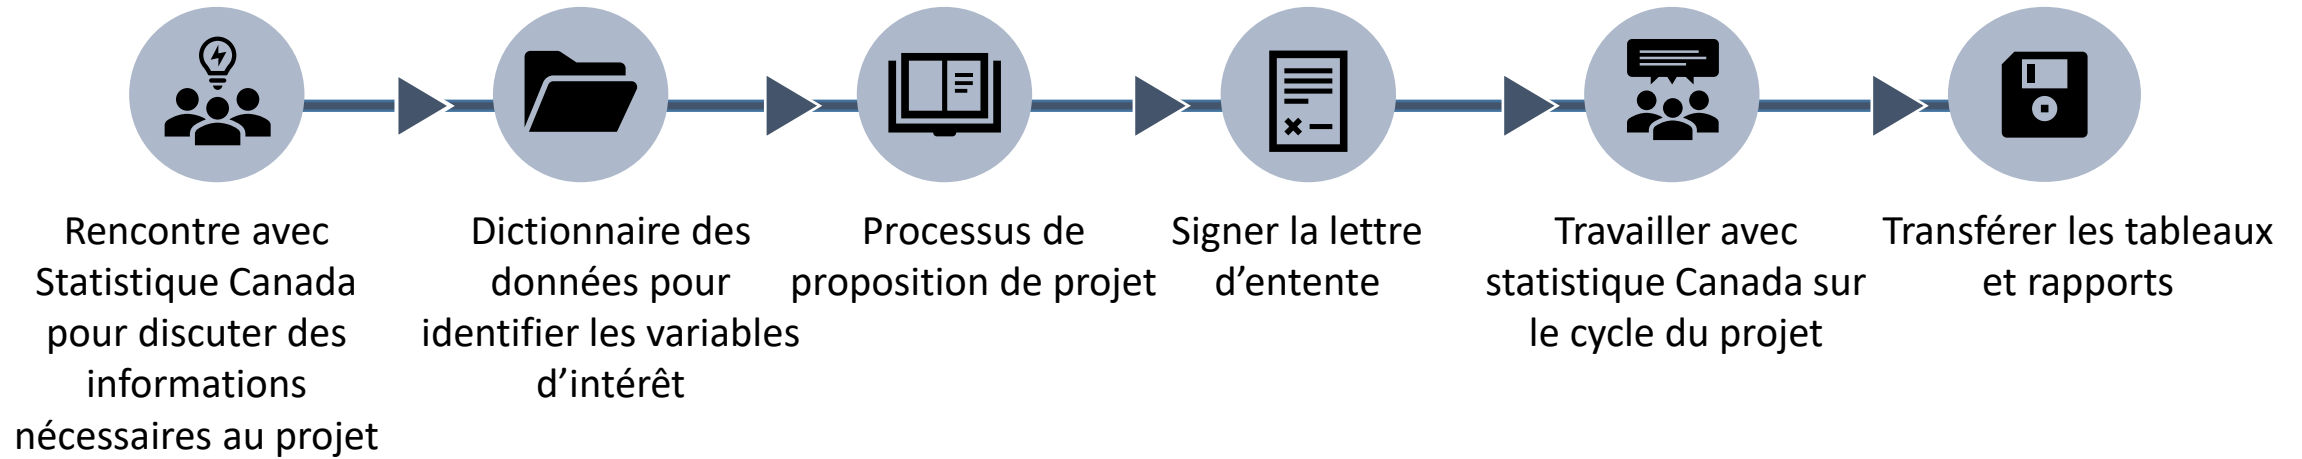 Rencontre avec
Statistique Canada
pour discuter des
informations
nécessaires au projet
Dictionnaire des
données pour
identifier les variables
d’intérêt
Processus de
proposition de projet
Signer la lettre
d’entente
Travailler avec
statistique Canada sur
le cycle du projet
Transférer les tableaux
et rapports